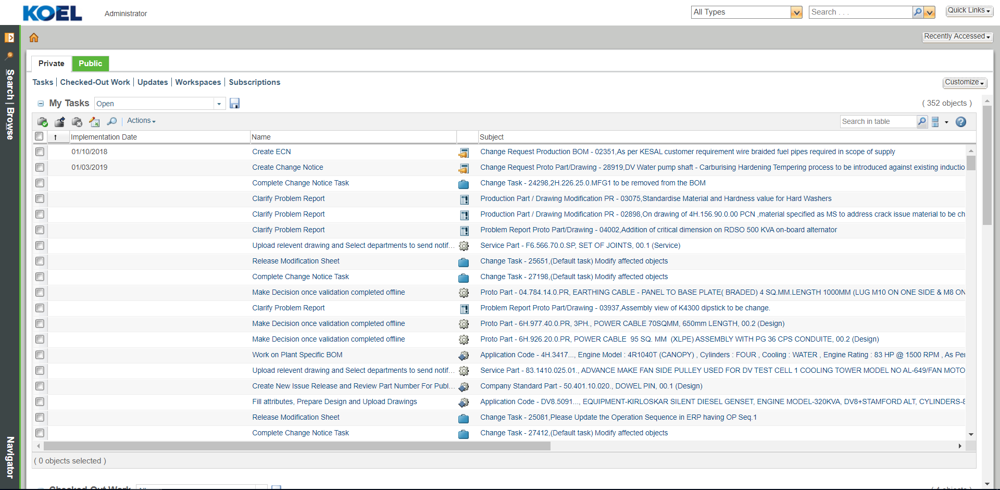 KOEL
Administrator
All Types
Search . . .
Quick Links
Recently Accessed
Search | Browse
Navigator
Private
Public
Tasks | Checked-Out Work | Updates | Workspaces | Subscriptions
Customize
My Tasks
Open
( 352 objects )
Actions
Search in table
Implementation Date Name Subject
01/10/2018 Create ECN Change Request Production BOM - 02351,As per KESAL customer requirement wire braided fuel pipes required in scope of supply
01/03/2019 Create Change Notice Change Request Proto Part/Drawing - 28919,DV Water pump shaft - Carburising Hardening Tempering process to be introduced against existing inductio
Complete Change Notice Task Change Task - 24298,2H.226.25.0.MFG1 to be removed from the BOM
Clarify Problem Report Production Part / Drawing Modification PR - 03075,Standardise Material and Hardness value for Hard Washers
Clarify Problem Report Production Part / Drawing Modification PR - 02898,On drawing of 4H.156.90.0.00 PCN ,material specified as MS to address crack issue material to be ch
Clarify Problem Report Problem Report Proto Part/Drawing - 04002,Addition of critical dimension on RDSO 500 KVA on-board alternator
Upload relevent drawing and Select departments to send notif... Service Part - F6.566.70.0.SP, SET OF JOINTS, 00.1 (Service)
Release Modification Sheet Change Task - 25651,(Default task) Modify affected objects
Complete Change Notice Task Change Task - 27198,(Default task) Modify affected objects
Make Decision once validation completed offline Proto Part - 04.784.14.0.PR, EARTHING CABLE - PANEL TO BASE PLATE( BRADED) 4 SQ.MM.LENGTH 1000MM (LUG M10 ON ONE SIDE & M8 ON
Clarify Problem Report Problem Report Proto Part/Drawing - 03937,Assembly view of K4300 dipstick to be change.
Make Decision once validation completed offline Proto Part - 6H.977.40.0.PR, 3PH., POWER CABLE 70SQMM, 650mm LENGTH, 00.2 (Design)
Make Decision once validation completed offline Proto Part - 6H.926.20.0.PR, POWER CABLE 95 SQ. MM (XLPE) ASSEMBLY WITH PG 36 CPS CONDUITE, 00.2 (Design)
Work on Plant Specific BOM Application Code - 4H.3417..., Engine Model : 4R1040T (CANOPY) , Cylinders : FOUR , Cooling : WATER , Engine Rating : 83 HP @ 1500 RPM , As Per
Upload relevent drawing and Select departments to send notif... Service Part - 83.1410.025.01., ADVANCE MAKE FAN SIDE PULLEY USED FOR DV TEST CELL 1 COOLING TOWER MODEL NO AL-649/FAN MOTO
Create New Issue Release and Review Part Number For Publ... Company Standard Part - 50.401.10.020., DOWEL PIN, 00.1 (Design)
Fill attributes, Prepare Design and Upload Drawings Application Code - DV8.5091..., EQUIPMENT-KIRLOSKAR SILENT DIESEL GENSET, ENGINE MODEL-320KVA, DV8+STAMFORD ALT, CYLINDERS-8
Release Modification Sheet Change Task - 25081,Please Update the Operation Sequence in ERP having OP Seq.1
Complete Change Notice Task Change Task - 27412,(Default task) Modify affected objects
( 0 objects selected )
Checked-Out Work
( 4 objects )